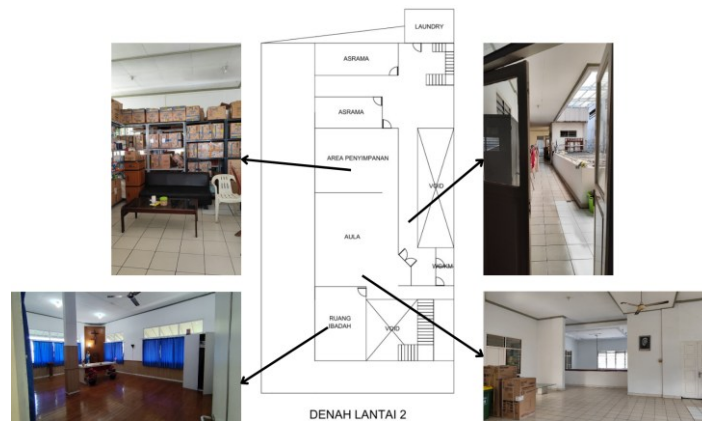 LAUNDRY
ASRAMA
ASRAMA
AREA PENYIMPANAN
VOID
AULA
WC/KM
RUANG
IBADAH
VOID
DENAH LANTAI 2